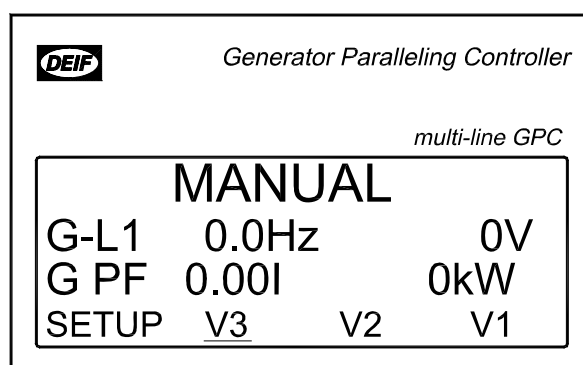 DEIF Generator Paralleling Controller
multi-line GPC
MANUAL
G-L1 0.0Hz 0V
G PF 0.00I 0kW
SETUP V3 V2 V1